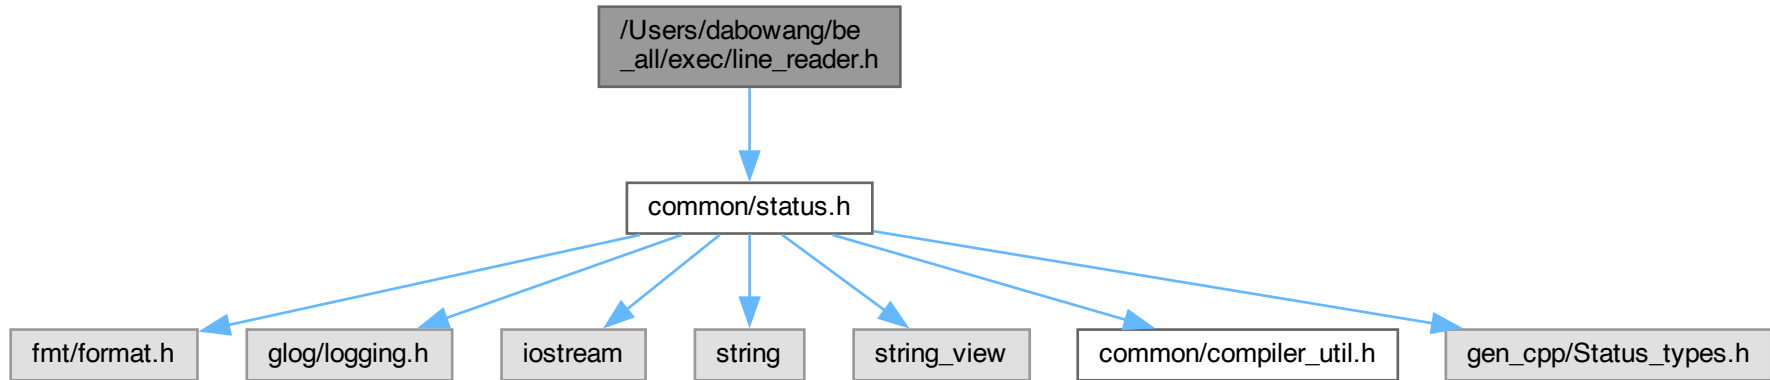 /Users/dabowang/be
_all/exec/line_reader.h
common/status.h
fmt/format.h
glog/logging.h
iostream
string
string_view
common/compiler_util.h
gen_cpp/Status_types.h